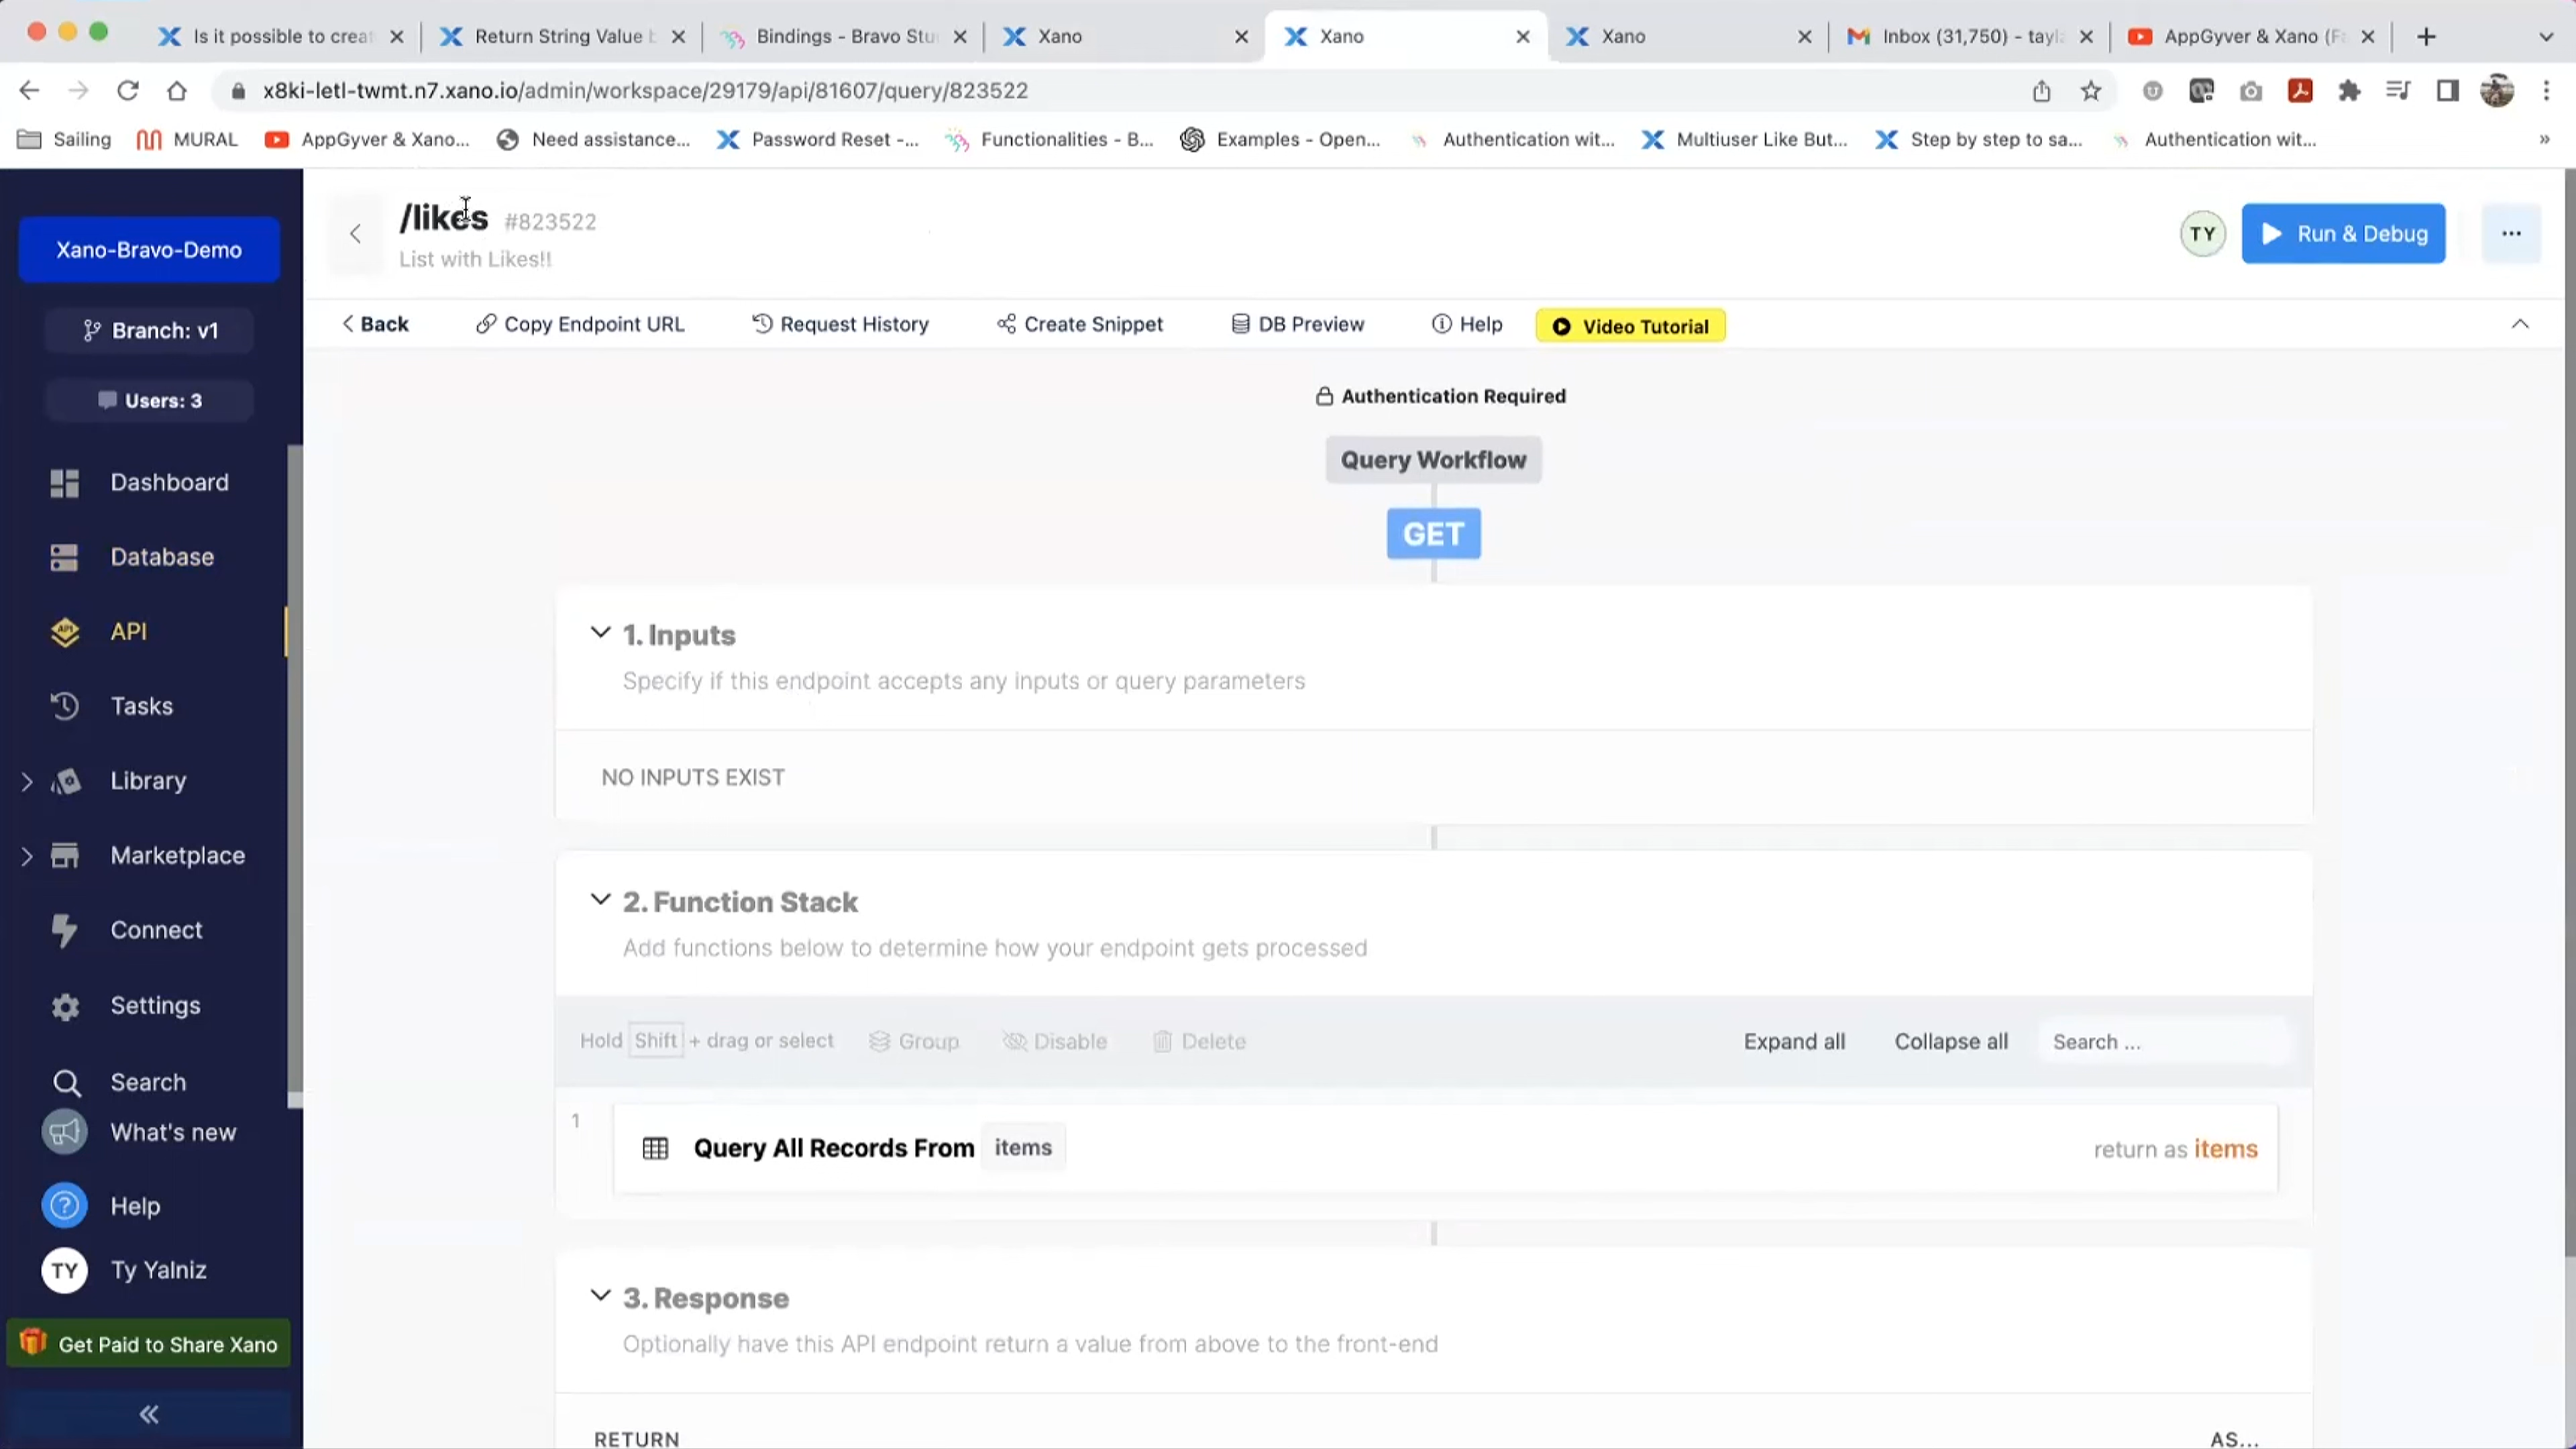 Is it possible to crea
Return String Value b
Bindings - Bravo Stu
Xano
Xano
Xano
Inbox (31,750) - tayl
AppGyver & Xano (F
x8ki-letl-twmt.n7.xano.io/admin/workspace/29179/api/81607/query/823522
Sailing
MURAL
AppGyver & Xano...
Need assistance...
Password Reset -...
Functionalities - B...
Examples - Open...
Authentication wit...
Multiuser Like But...
Step by step to sa...
Authentication wit...
»
Xano-Bravo-Demo
Branch: v1
Users: 3
Dashboard
Database
API
Tasks
Library
Marketplace
Connect
Settings
Search
What's new
Help
TY Ty Yalniz
Get Paid to Share Xano
/likes #823522
List with Likes!!
TY
Run & Debug
...
Back
Copy Endpoint URL
Request History
Create Snippet
DB Preview
Help
Video Tutorial
Authentication Required
Query Workflow
GET
1. Inputs
Specify if this endpoint accepts any inputs or query parameters
NO INPUTS EXIST
2. Function Stack
Add functions below to determine how your endpoint gets processed
Hold Shift + drag or select
Group
Disable
Delete
Expand all
Collapse all
Search ...
1
Query All Records From items
return as items
3. Response
Optionally have this API endpoint return a value from above to the front-end
RETURN
AS...